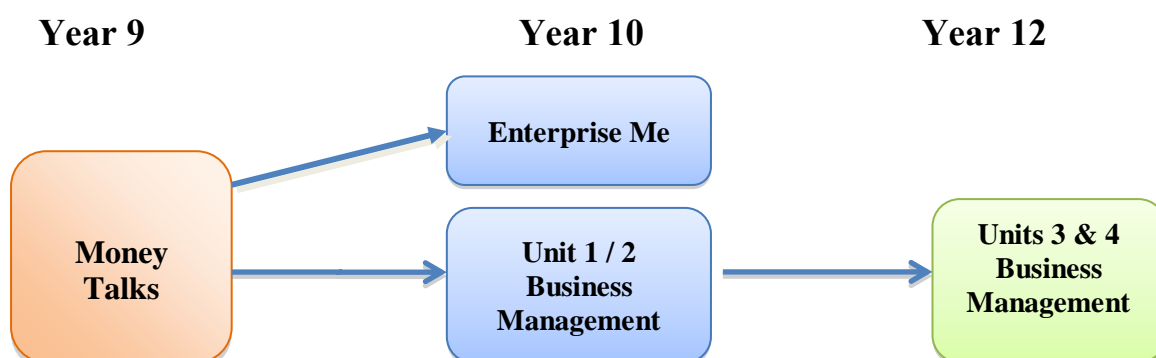 Year 9
Year 10
Year 12
Enterprise Me
Money
Talks
Unit 1 / 2
Business
Management
Units 3 & 4
Business
Management